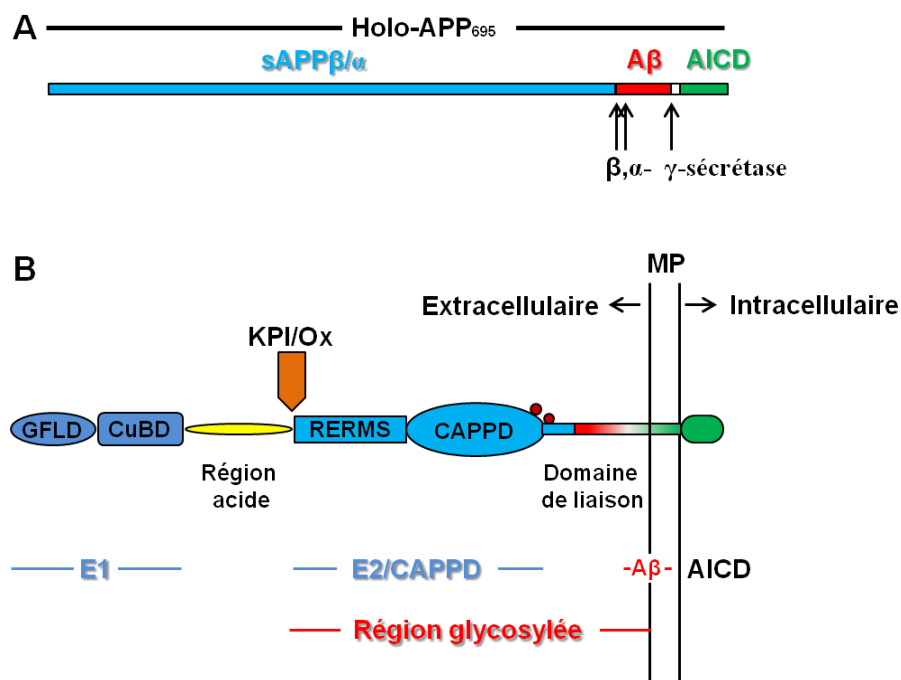 A
Holo-APP695
sAPPβ/α Aβ AICD
β,α- γ-sécrétase
B
MP
Extracellulaire Intracellulaire
KPI/Ox
GFLD CuBD RERMS CAPPD
Région
acide
Domaine
de liaison
E1 E2/CAPPD -Aβ- AICD
Région glycosylée